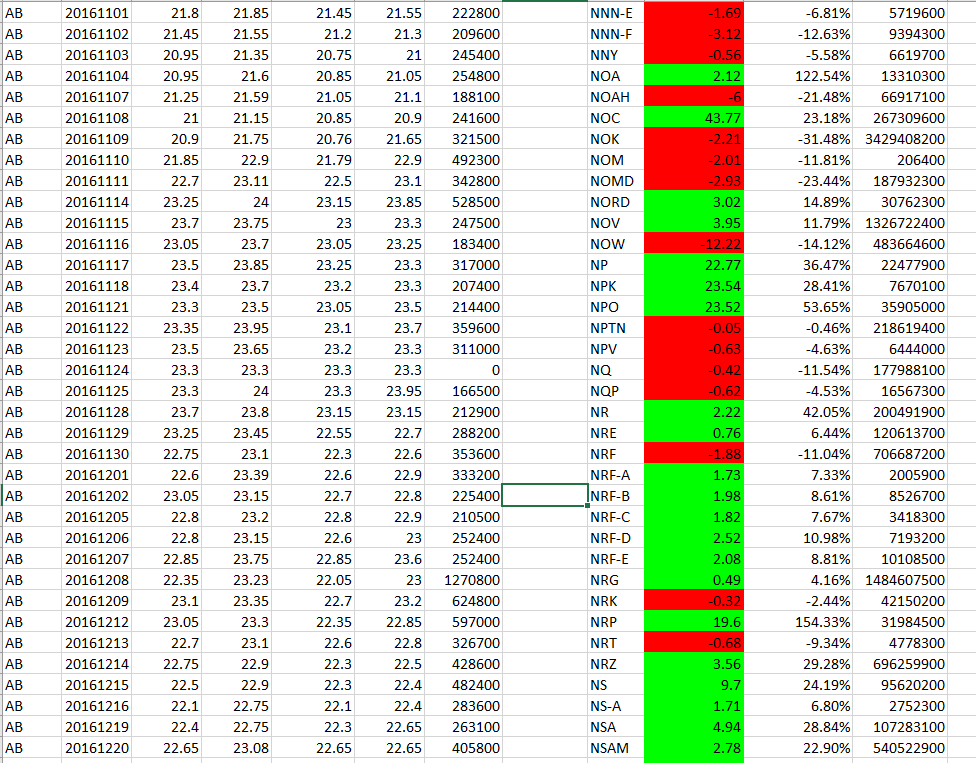 AB 20161101 21.8 21.85 21.45 21.55 222800 NNN-E -1.69 -6.81% 5719600
AB 20161102 21.45 21.55 21.2 21.3 209600 NNN-F -3.12 -12.63% 9394300
AB 20161103 20.95 21.35 20.75 21 245400 NNY -0.56 -5.58% 6619700
AB 20161104 20.95 21.6 20.85 21.05 254800 NOA 2.12 122.54% 13310300
AB 20161107 21.25 21.59 21.05 21.1 188100 NOAH -6 -21.48% 66917100
AB 20161108 21 21.15 20.85 20.9 241600 NOC 43.77 23.18% 267309600
AB 20161109 20.9 21.75 20.76 21.65 321500 NOK -2.21 -31.48% 3429408200
AB 20161110 21.85 22.9 21.79 22.9 492300 NOM -2.01 -11.81% 206400
AB 20161111 22.7 23.11 22.5 23.1 342800 NOMD -2.93 -23.44% 187932300
AB 20161114 23.25 24 23.15 23.85 528500 NORD 3.02 14.89% 30762300
AB 20161115 23.7 23.75 23 23.3 247500 NOV 3.95 11.79% 1326722400
AB 20161116 23.05 23.7 23.05 23.25 183400 NOW -12.22 -14.12% 483664600
AB 20161117 23.5 23.85 23.25 23.3 317000 NP 22.77 36.47% 22477900
AB 20161118 23.4 23.7 23.2 23.3 207400 NPK 23.54 28.41% 7670100
AB 20161121 23.3 23.5 23.05 23.5 214400 NPO 23.52 53.65% 35905000
AB 20161122 23.35 23.95 23.1 23.7 359600 NPTN -0.05 -0.46% 218619400
AB 20161123 23.5 23.65 23.2 23.3 311000 NPV -0.63 -4.63% 6444000
AB 20161124 23.3 23.3 23.3 23.3 0 NQ -0.42 -11.54% 177988100
AB 20161125 23.3 24 23.3 23.95 166500 NQP -0.62 -4.53% 16567300
AB 20161128 23.7 23.8 23.15 23.15 212900 NR 2.22 42.05% 200491900
AB 20161129 23.25 23.45 22.55 22.7 288200 NRE 0.76 6.44% 120613700
AB 20161130 22.75 23.1 22.3 22.6 353600 NRF -1.88 -11.04% 706687200
AB 20161201 22.6 23.39 22.6 22.9 333200 NRF-A 1.73 7.33% 2005900
AB 20161202 23.05 23.15 22.7 22.8 225400 NRF-B 1.98 8.61% 8526700
AB 20161205 22.8 23.2 22.8 22.9 210500 NRF-C 1.82 7.67% 3418300
AB 20161206 22.8 23.15 22.6 23 252400 NRF-D 2.52 10.98% 7193200
AB 20161207 22.85 23.75 22.85 23.6 252400 NRF-E 2.08 8.81% 10108500
AB 20161208 22.35 23.23 22.05 23 1270800 NRG 0.49 4.16% 1484607500
AB 20161209 23.1 23.35 22.7 23.2 624800 NRK -0.32 -2.44% 42150200
AB 20161212 23.05 23.3 22.35 22.85 597000 NRP 19.6 154.33% 31984500
AB 20161213 22.7 23.1 22.6 22.8 326700 NRT -0.68 -9.34% 4778300
AB 20161214 22.75 22.9 22.3 22.5 428600 NRZ 3.56 29.28% 696259900
AB 20161215 22.5 22.9 22.3 22.4 482400 NS 9.7 24.19% 95620200
AB 20161216 22.1 22.75 22.1 22.4 283600 NS-A 1.71 6.80% 2752300
AB 20161219 22.4 22.75 22.3 22.65 263100 NSA 4.94 28.84% 107283100
AB 20161220 22.65 23.08 22.65 22.65 405800 NSAM 2.78 22.90% 540522900